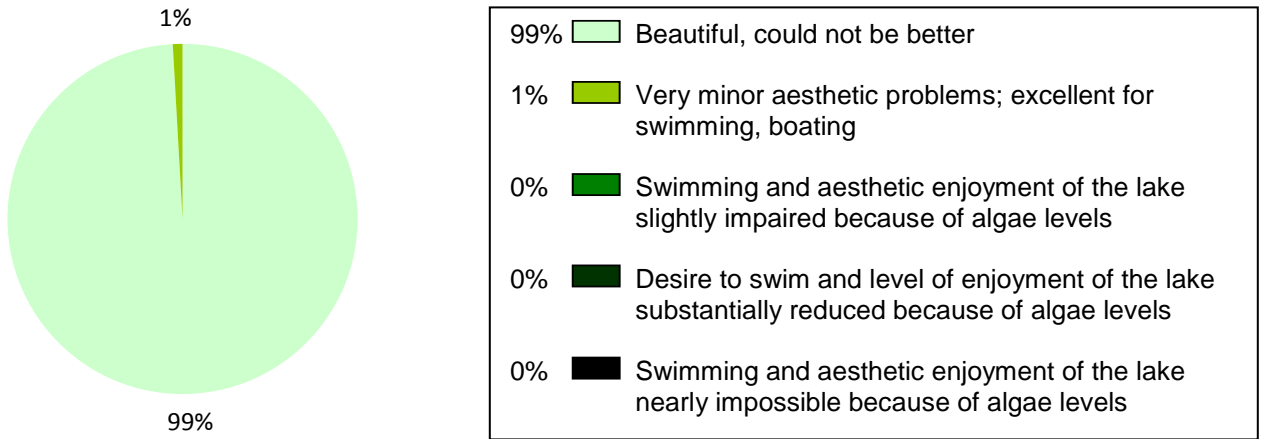 1%
99%
99% Beautiful, could not be better
1% Very minor aesthetic problems; excellent for
swimming, boating
0% Swimming and aesthetic enjoyment of the lake
slightly impaired because of algae levels
0% Desire to swim and level of enjoyment of the lake
substantially reduced because of algae levels
0% Swimming and aesthetic enjoyment of the lake
nearly impossible because of algae levels